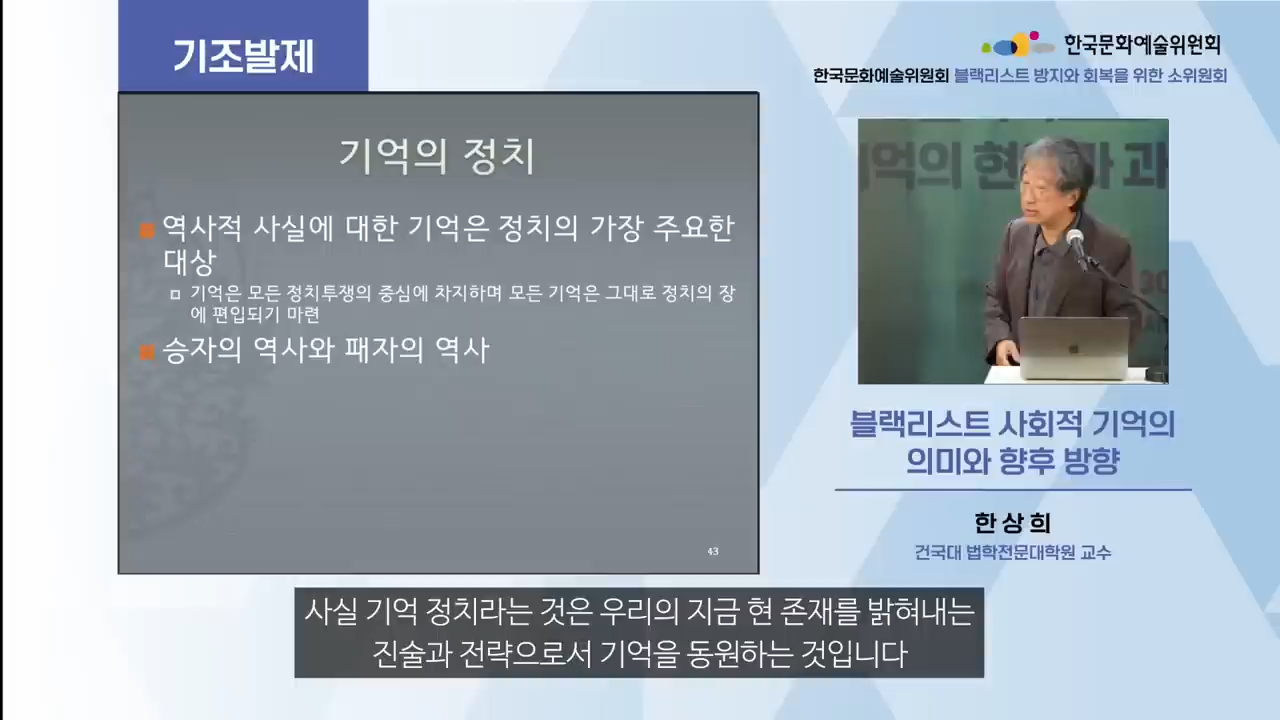 기조발제
한국문화예술위원회
한국문화예술위원회 블랙리스트 방지와 회복을 위한 소위원회
기억의 정치
역사적 사실에 대한 기억은 정치의 가장 주요한
대상
기억은 모든 정치투쟁의 중심에 차지하며 모든 기억은 그대로 정치의 장
에 편입되기 마련
승자의 역사와 패자의 역사
43
블랙리스트 사회적 기억의
의미와 향후 방향
한상희
건국대 법학전문대학원 교수
사실 기억 정치라는 것은 우리의 지금 현 존재를 밝혀내는
진술과 전략으로서 기억을 동원하는 것입니다